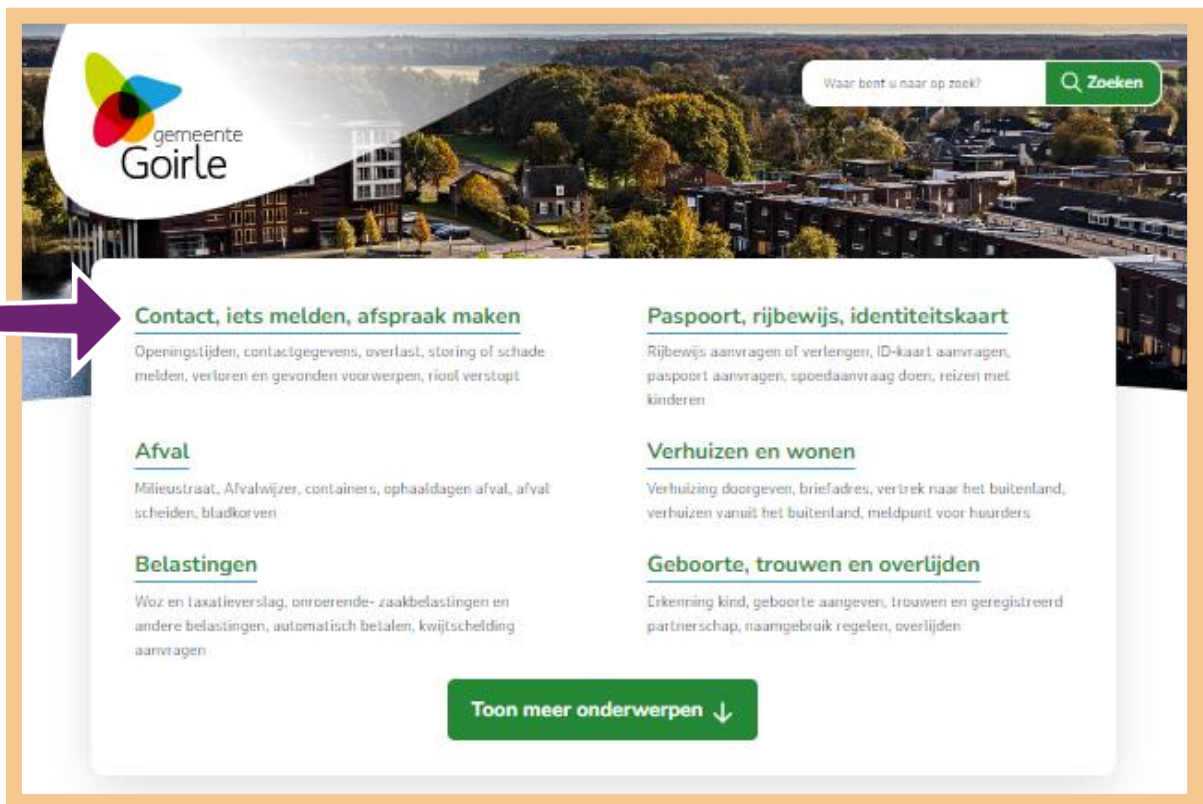 gemeente
Goirle
Waar bent u naar op zoek?
Zoeken
Contact, iets melden, afspraak maken
Openingstijden, contactgegevens, overlast, storing of schade
melden, verloren en gevonden voorwerpen, riool verstopt
Paspoort, rijbewijs, identiteitskaart
Rijbewijs aanvragen of verlengen, ID-kaart aanvragen,
paspoort aanvragen, spoedaanvraag doen, reizen met
kinderen
Afval
Milieustraat, Afvalwijzer, containers, ophaaldagen afval, afval
scheiden, bladkorven
Verhuizen en wonen
Verhuizing doorgeven, briefadres, vertrek naar het buitenland,
verhuizen vanuit het buitenland, meldpunt voor huurders
Belastingen
Woz en taxatieverslag, onroerende- zaakbelastingen en
andere belastingen, automatisch betalen, kwijtschelding
aanvragen
Geboorte, trouwen en overlijden
Erkenning kind, geboorte aangeven, trouwen en geregistreerd
partnerschap, naamgebruik regelen, overlijden
Toon meer onderwerpen